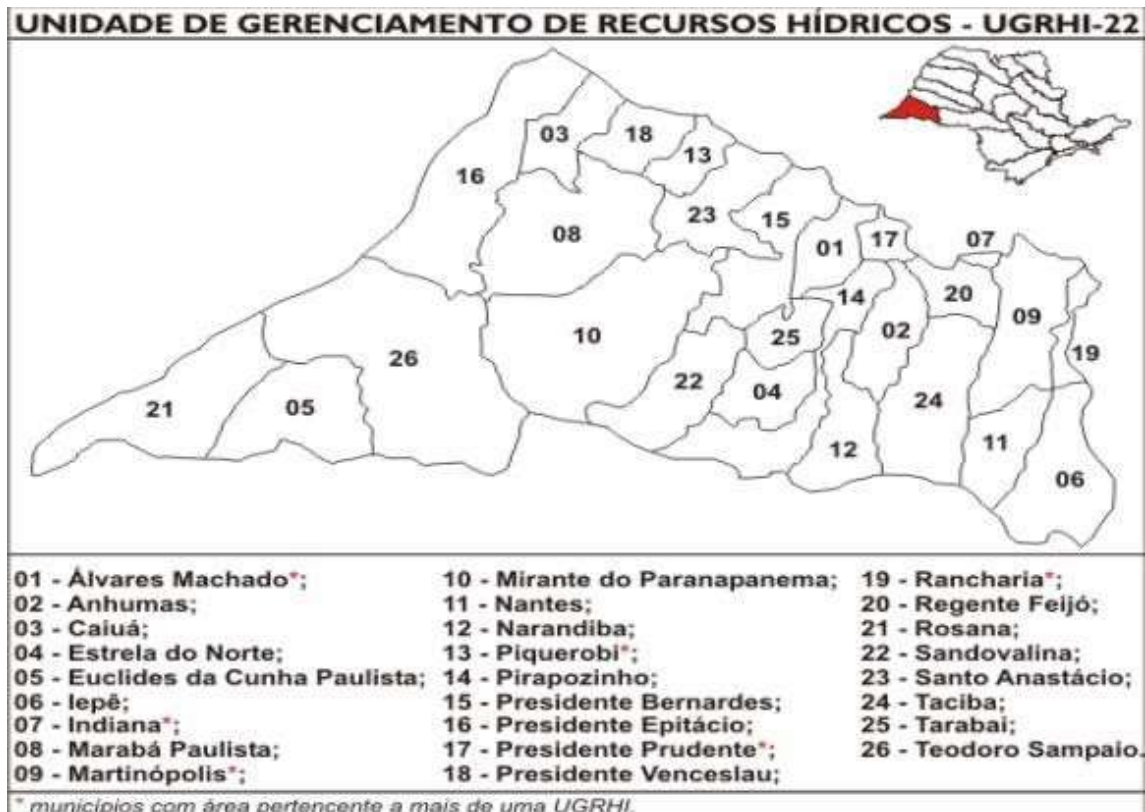 UNIDADE DE GERENCIAMENTO DE RECURSOS HÍDRICOS - UGRHI-22
03
18
13
16
23
15
08
01
17
07
14
20
09
10
25
02
26
19
22
04
24
21
05
12
11
06
01 - Álvares Machado*;
02 - Anhumas;
03 - Caiuá;
04 - Estrela do Norte;
05 - Euclides da Cunha Paulista;
06 - Iepê;
07 - Indiana*;
08 - Marabá Paulista;
09 - Martinópolis*;
10 - Mirante do Paranapanema;
11 - Nantes;
12 - Narandiba;
13 - Piquerobi*;
14 - Pirapozinho;
15 - Presidente Bernardes;
16 - Presidente Epitácio;
17 - Presidente Prudente*;
18 - Presidente Venceslau;
19 - Rancharia*;
20 - Regente Feijó;
21 - Rosana;
22 - Sandovalina;
23 - Santo Anastácio;
24 - Taciba;
25 - Tarabai;
26 - Teodoro Sampaio.
* municípios com área pertencente a mais de uma UGRHI.